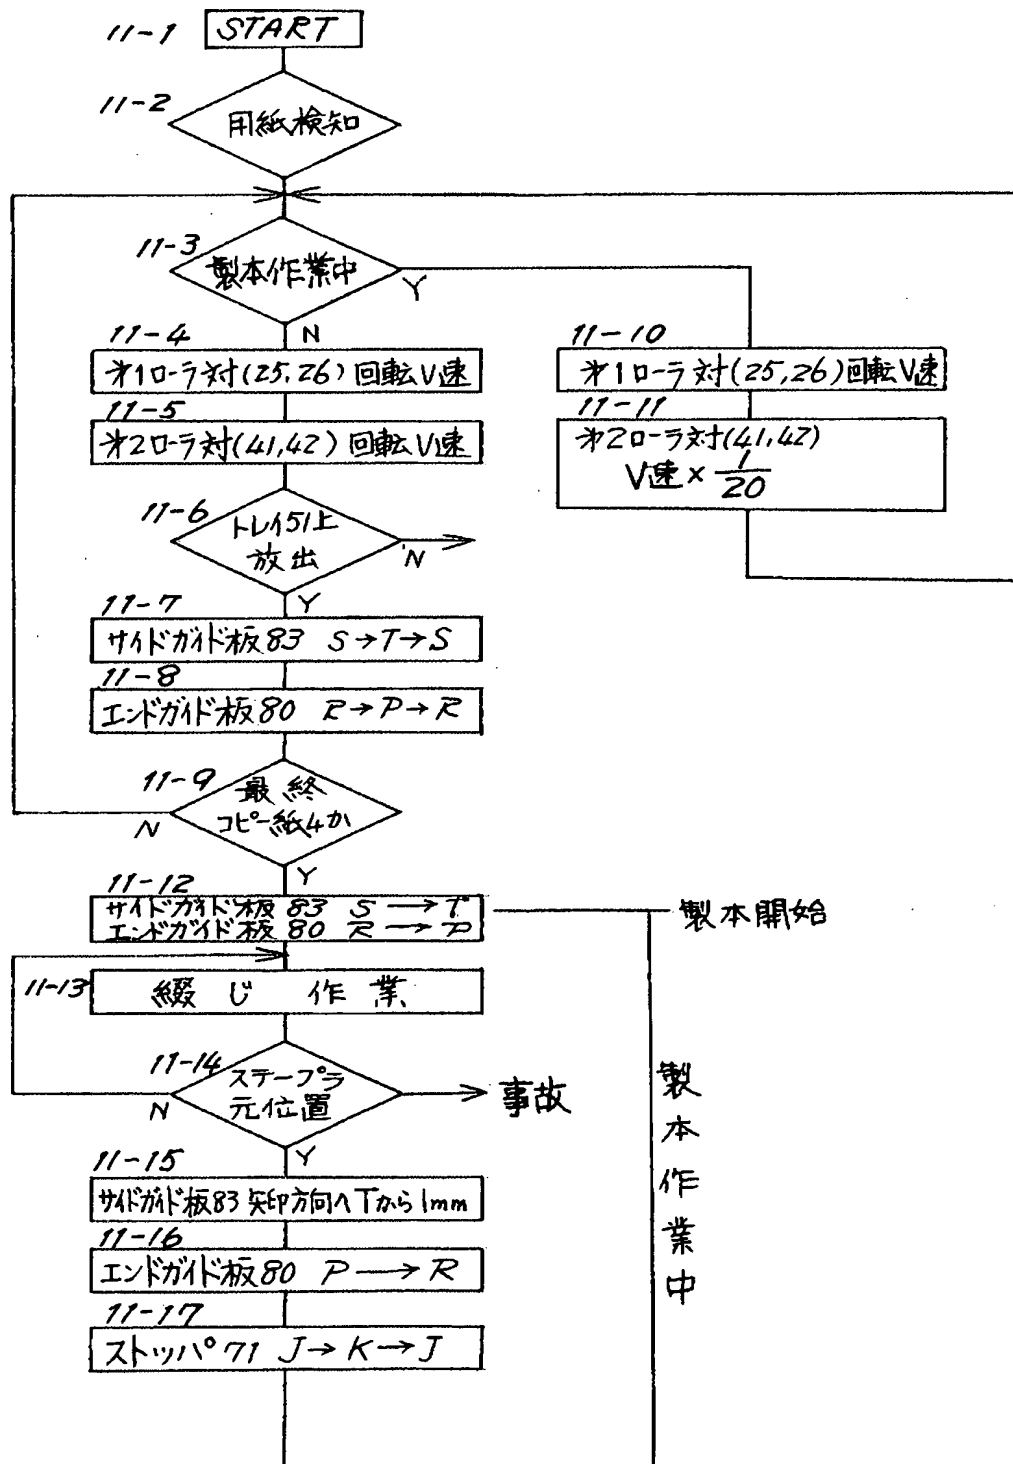 11-1 START
11-2
用紙検知
11-3
製本作業中
Y
N
11-4
才1ローラ対(25,26)回転V速
11-5
才2ローラ対(41,42)回転V速
11-6
トレイ51上
放出
N
Y
11-7
サイドガイド板83 S→T→S
11-8
エンドガイド板80 R→P→R
11-9
最終
コピー紙4か
N
Y
11-10
才1ローラ対(25,26)回転V速
11-11
才2ローラ対(41,42)
V速×1/20
11-12
サイドガイド板83 S→T
エンドガイド板80 R→P
製本開始
11-13
綴じ作業
11-14
ステープラ
元位置
N
事故
Y
製本作業中
11-15
サイドガイド板83矢印方向へTから1mm
11-16
エンドガイド板80 P→R
11-17
ストッパ71 J→K→J